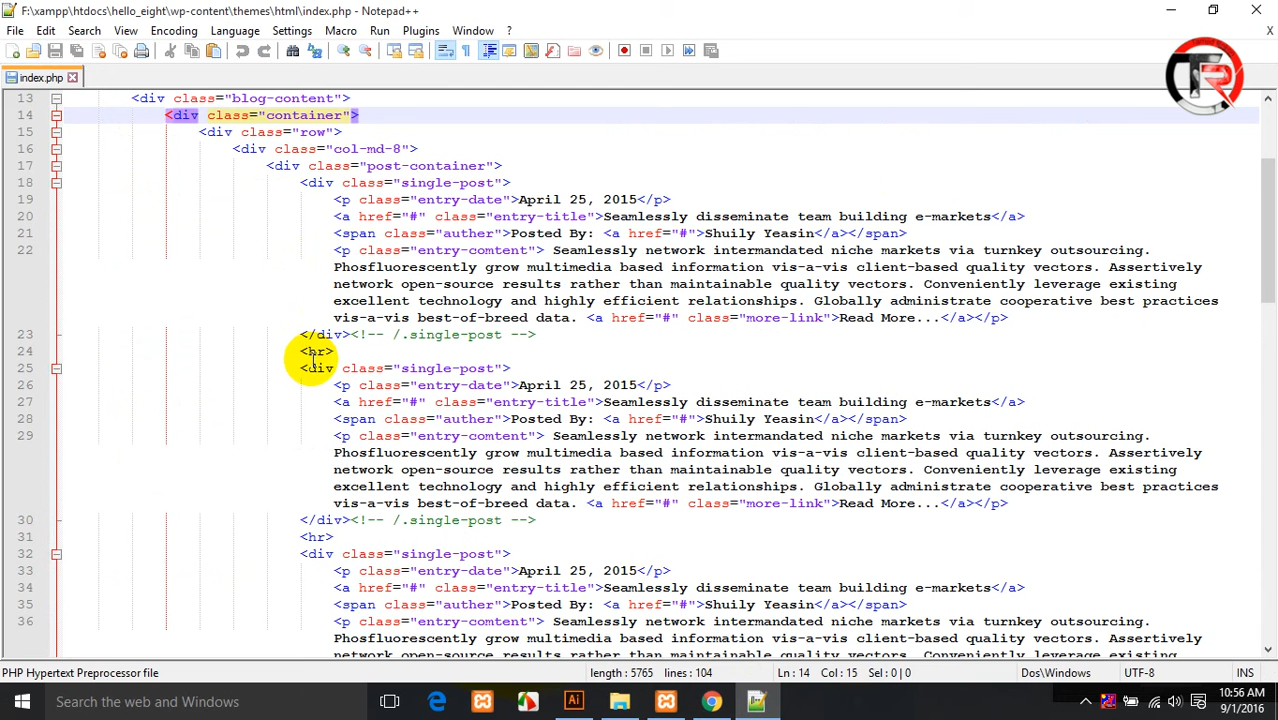 F:\xampp\htdocs\hello_eight\wp-content\themes\html\index.php - Notepad++
File Edit Search View Encoding Language Settings Macro Run Plugins Window ? X
index.php
TR
13 <div class="blog-content">
14 <div class="container">
15 <div class="row">
16 <div class="col-md-8">
17 <div class="post-container">
18 <div class="single-post">
19 <p class="entry-date">April 25, 2015</p>
20 <a href="#" class="entry-title">Seamlessly disseminate team building e-markets</a>
21 <span class="auther">Posted By: <a href="#">Shuily Yeasin</a></span>
22 <p class="entry-comtent"> Seamlessly network intermandated niche markets via turnkey outsourcing.
Phosfluorescently grow multimedia based information vis-a-vis client-based quality vectors. Assertively
network open-source results rather than maintainable quality vectors. Conveniently leverage existing
excellent technology and highly efficient relationships. Globally administrate cooperative best practices
vis-a-vis best-of-breed data. <a href="#" class="more-link">Read More...</a></p>
23 </div><!-- /.single-post -->
24 <hr>
25 <div class="single-post">
26 <p class="entry-date">April 25, 2015</p>
27 <a href="#" class="entry-title">Seamlessly disseminate team building e-markets</a>
28 <span class="auther">Posted By: <a href="#">Shuily Yeasin</a></span>
29 <p class="entry-comtent"> Seamlessly network intermandated niche markets via turnkey outsourcing.
Phosfluorescently grow multimedia based information vis-a-vis client-based quality vectors. Assertively
network open-source results rather than maintainable quality vectors. Conveniently leverage existing
excellent technology and highly efficient relationships. Globally administrate cooperative best practices
vis-a-vis best-of-breed data. <a href="#" class="more-link">Read More...</a></p>
30 </div><!-- /.single-post -->
31 <hr>
32 <div class="single-post">
33 <p class="entry-date">April 25, 2015</p>
34 <a href="#" class="entry-title">Seamlessly disseminate team building e-markets</a>
35 <span class="auther">Posted By: <a href="#">Shuily Yeasin</a></span>
36 <p class="entry-comtent"> Seamlessly network intermandated niche markets via turnkey outsourcing.
Phosfluorescently grow multimedia based information vis-a-vis client-based quality vectors. Assertively
network open-source results rather than maintainable quality vectors. Conveniently leverage existing
PHP Hypertext Preprocessor file length : 5765 lines : 104 Ln : 14 Col : 15 Sel : 0 | 0 Dos\Windows UTF-8 INS
Search the web and Windows
Ai
10:56 AM
9/1/2016